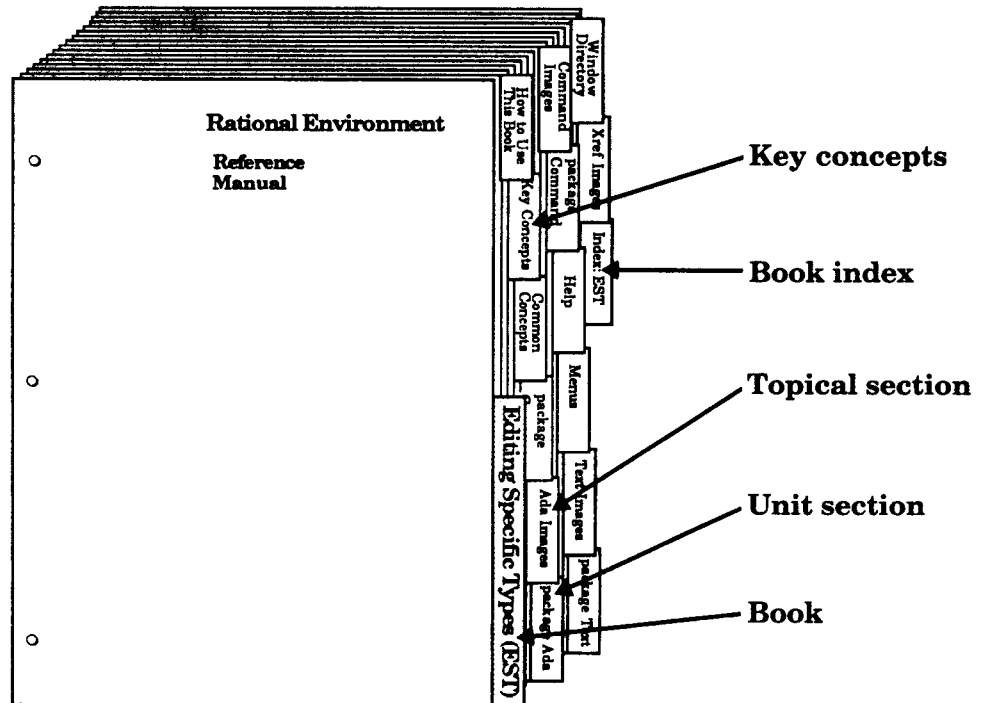 Rational Environment
Reference
Manual
How to Use
This Book
Key Concepts
Common
Concepts
package
Ada Images
package Ada
Editing Specific Types (EST)
Command
Images
package
Command
Help
Menus
Text Images
package Text
Window
Directory
Xref Images
Index: EST
Key concepts
Book index
Topical section
Unit section
Book